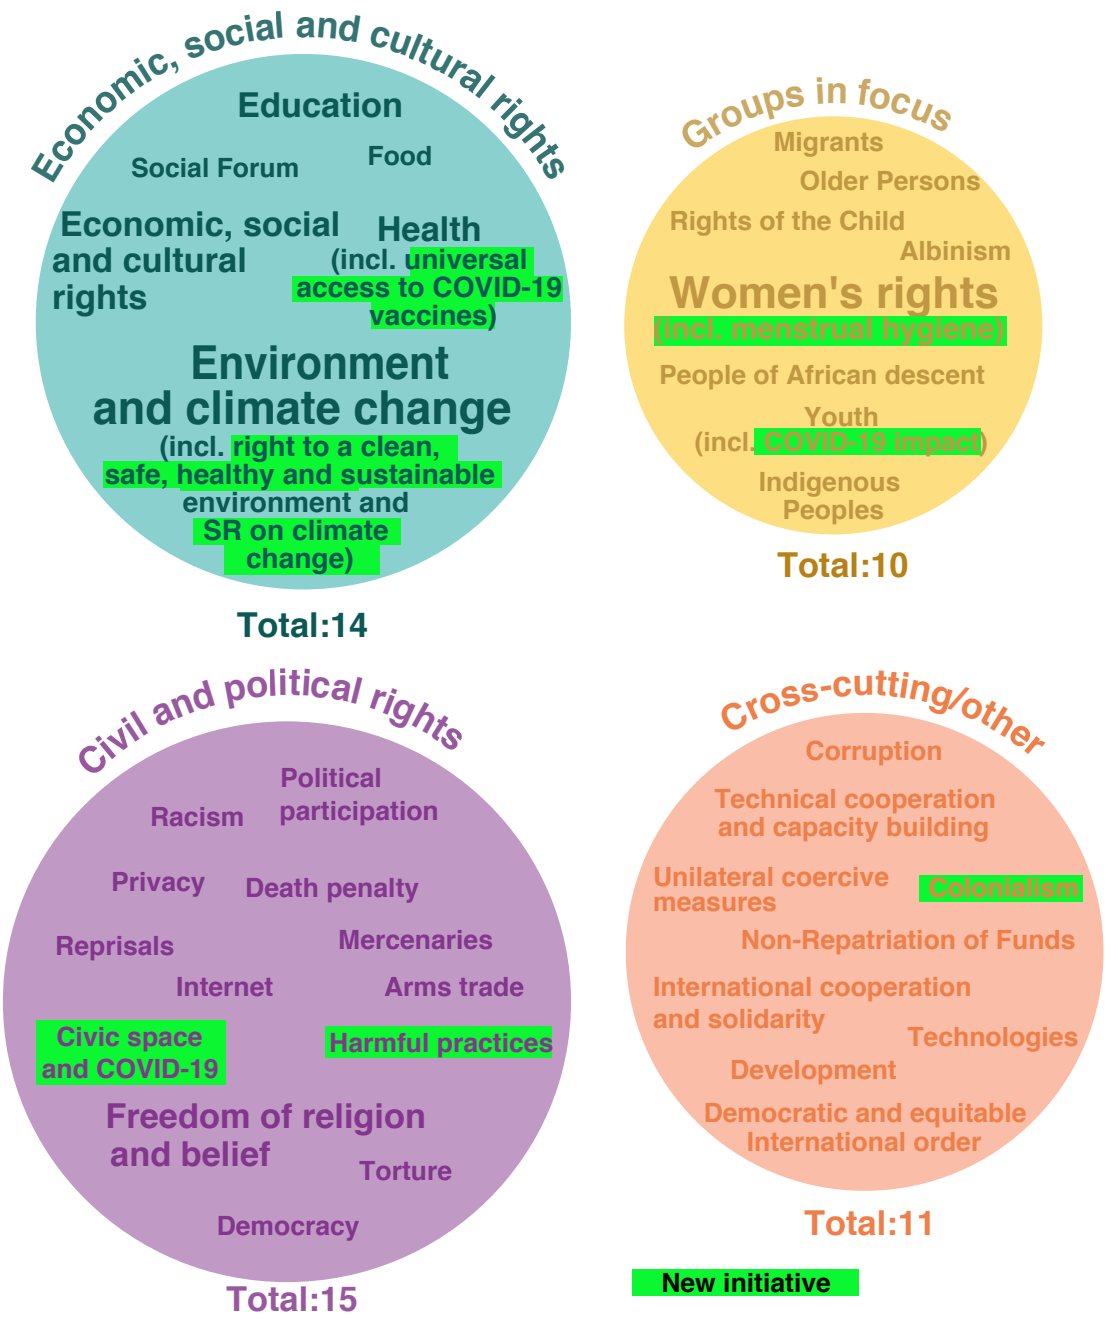 Economic, social and cultural rights
Education
Social Forum
Food
Economic, social
and cultural
rights
Health
(incl. universal
access to COVID-19
vaccines)
Environment
and climate change
(incl. right to a clean,
safe, healthy and sustainable
environment and
SR on climate
change)
Total:14
Groups in focus
Migrants
Older Persons
Rights of the Child
Albinism
Women's rights
(incl. menstrual hygiene)
People of African descent
Youth
(incl. COVID-19 impact)
Indigenous
Peoples
Total:10
Civil and political rights
Political
participation
Racism
Privacy
Death penalty
Reprisals
Mercenaries
Internet
Arms trade
Civic space
and COVID-19
Harmful practices
Freedom of religion
and belief
Torture
Democracy
Total:15
Cross-cutting/other
Corruption
Technical cooperation
and capacity building
Unilateral coercive
measures
Colonialism
Non-Repatriation of Funds
International cooperation
and solidarity
Technologies
Development
Democratic and equitable
International order
Total:11
New initiative